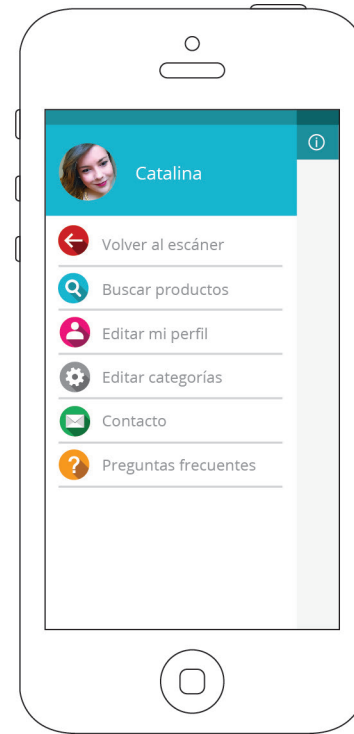 Catalina
Volver al escáner
Buscar productos
Editar mi perfil
Editar categorías
Contacto
Preguntas frecuentes